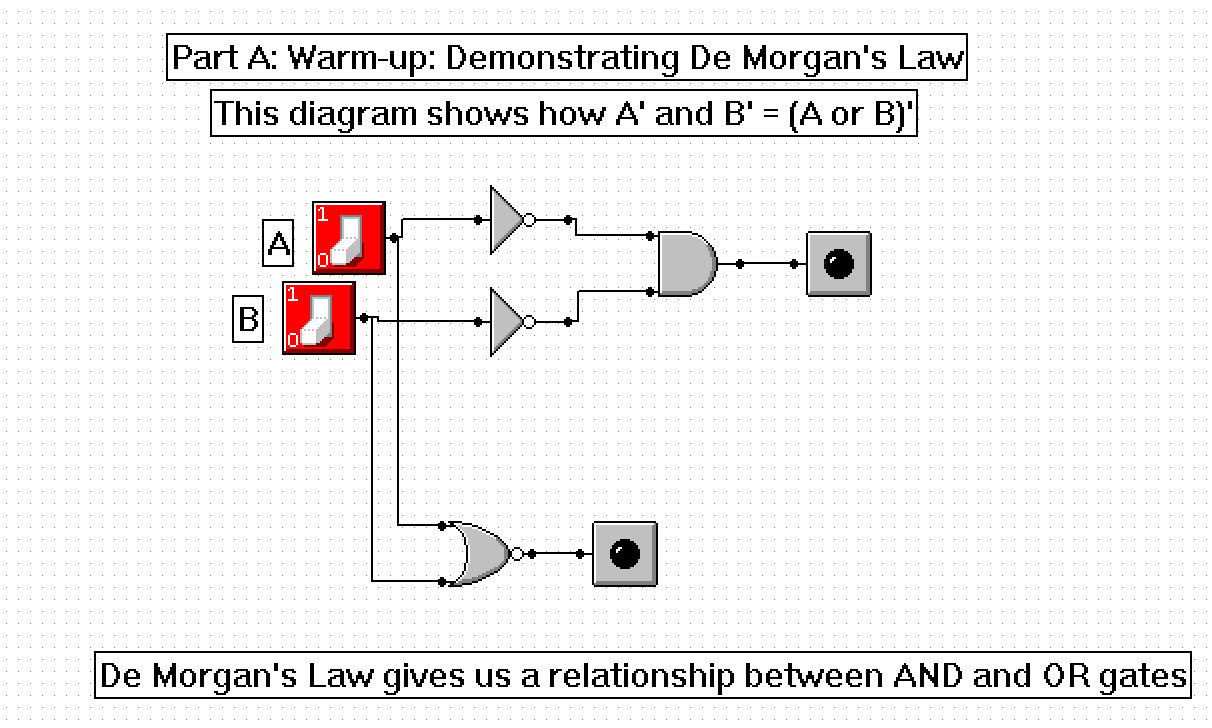 Part A: Warm-up: Demonstrating De Morgan's Law
This diagram shows how A' and B' = (A or B)'
A
1
0
B
1
0
De Morgan's Law gives us a relationship between AND and OR gates